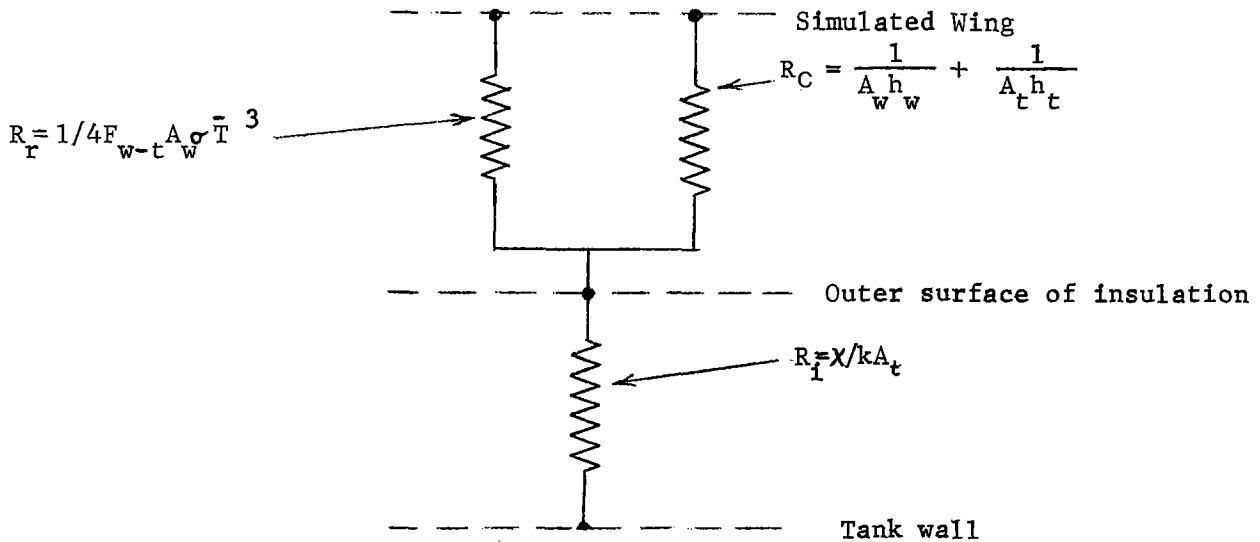 Simulated Wing
R_C = 1/(A_w h_w) + 1/(A_t h_t)
R_r = 1/4F_{w-t} A_w σ T̄ ^3
Outer surface of insulation
R_i = χ/kA_t
Tank wall